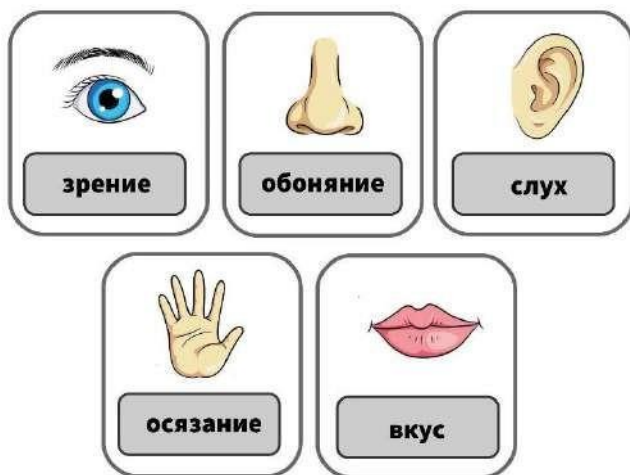 зрение
обоняние
слух
осязание
вкус